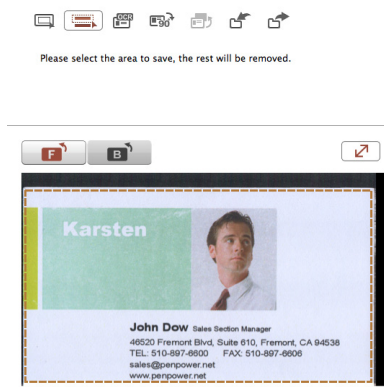 OCR
90°
Please select the area to save, the rest will be removed.
F
B
Karsten
John Dow Sales Section Manager
46520 Fremont Blvd, Suite 610, Fremont, CA 94538
TEL: 510-897-6600 FAX: 510-897-6606
sales@penpower.net
www.penpower.net